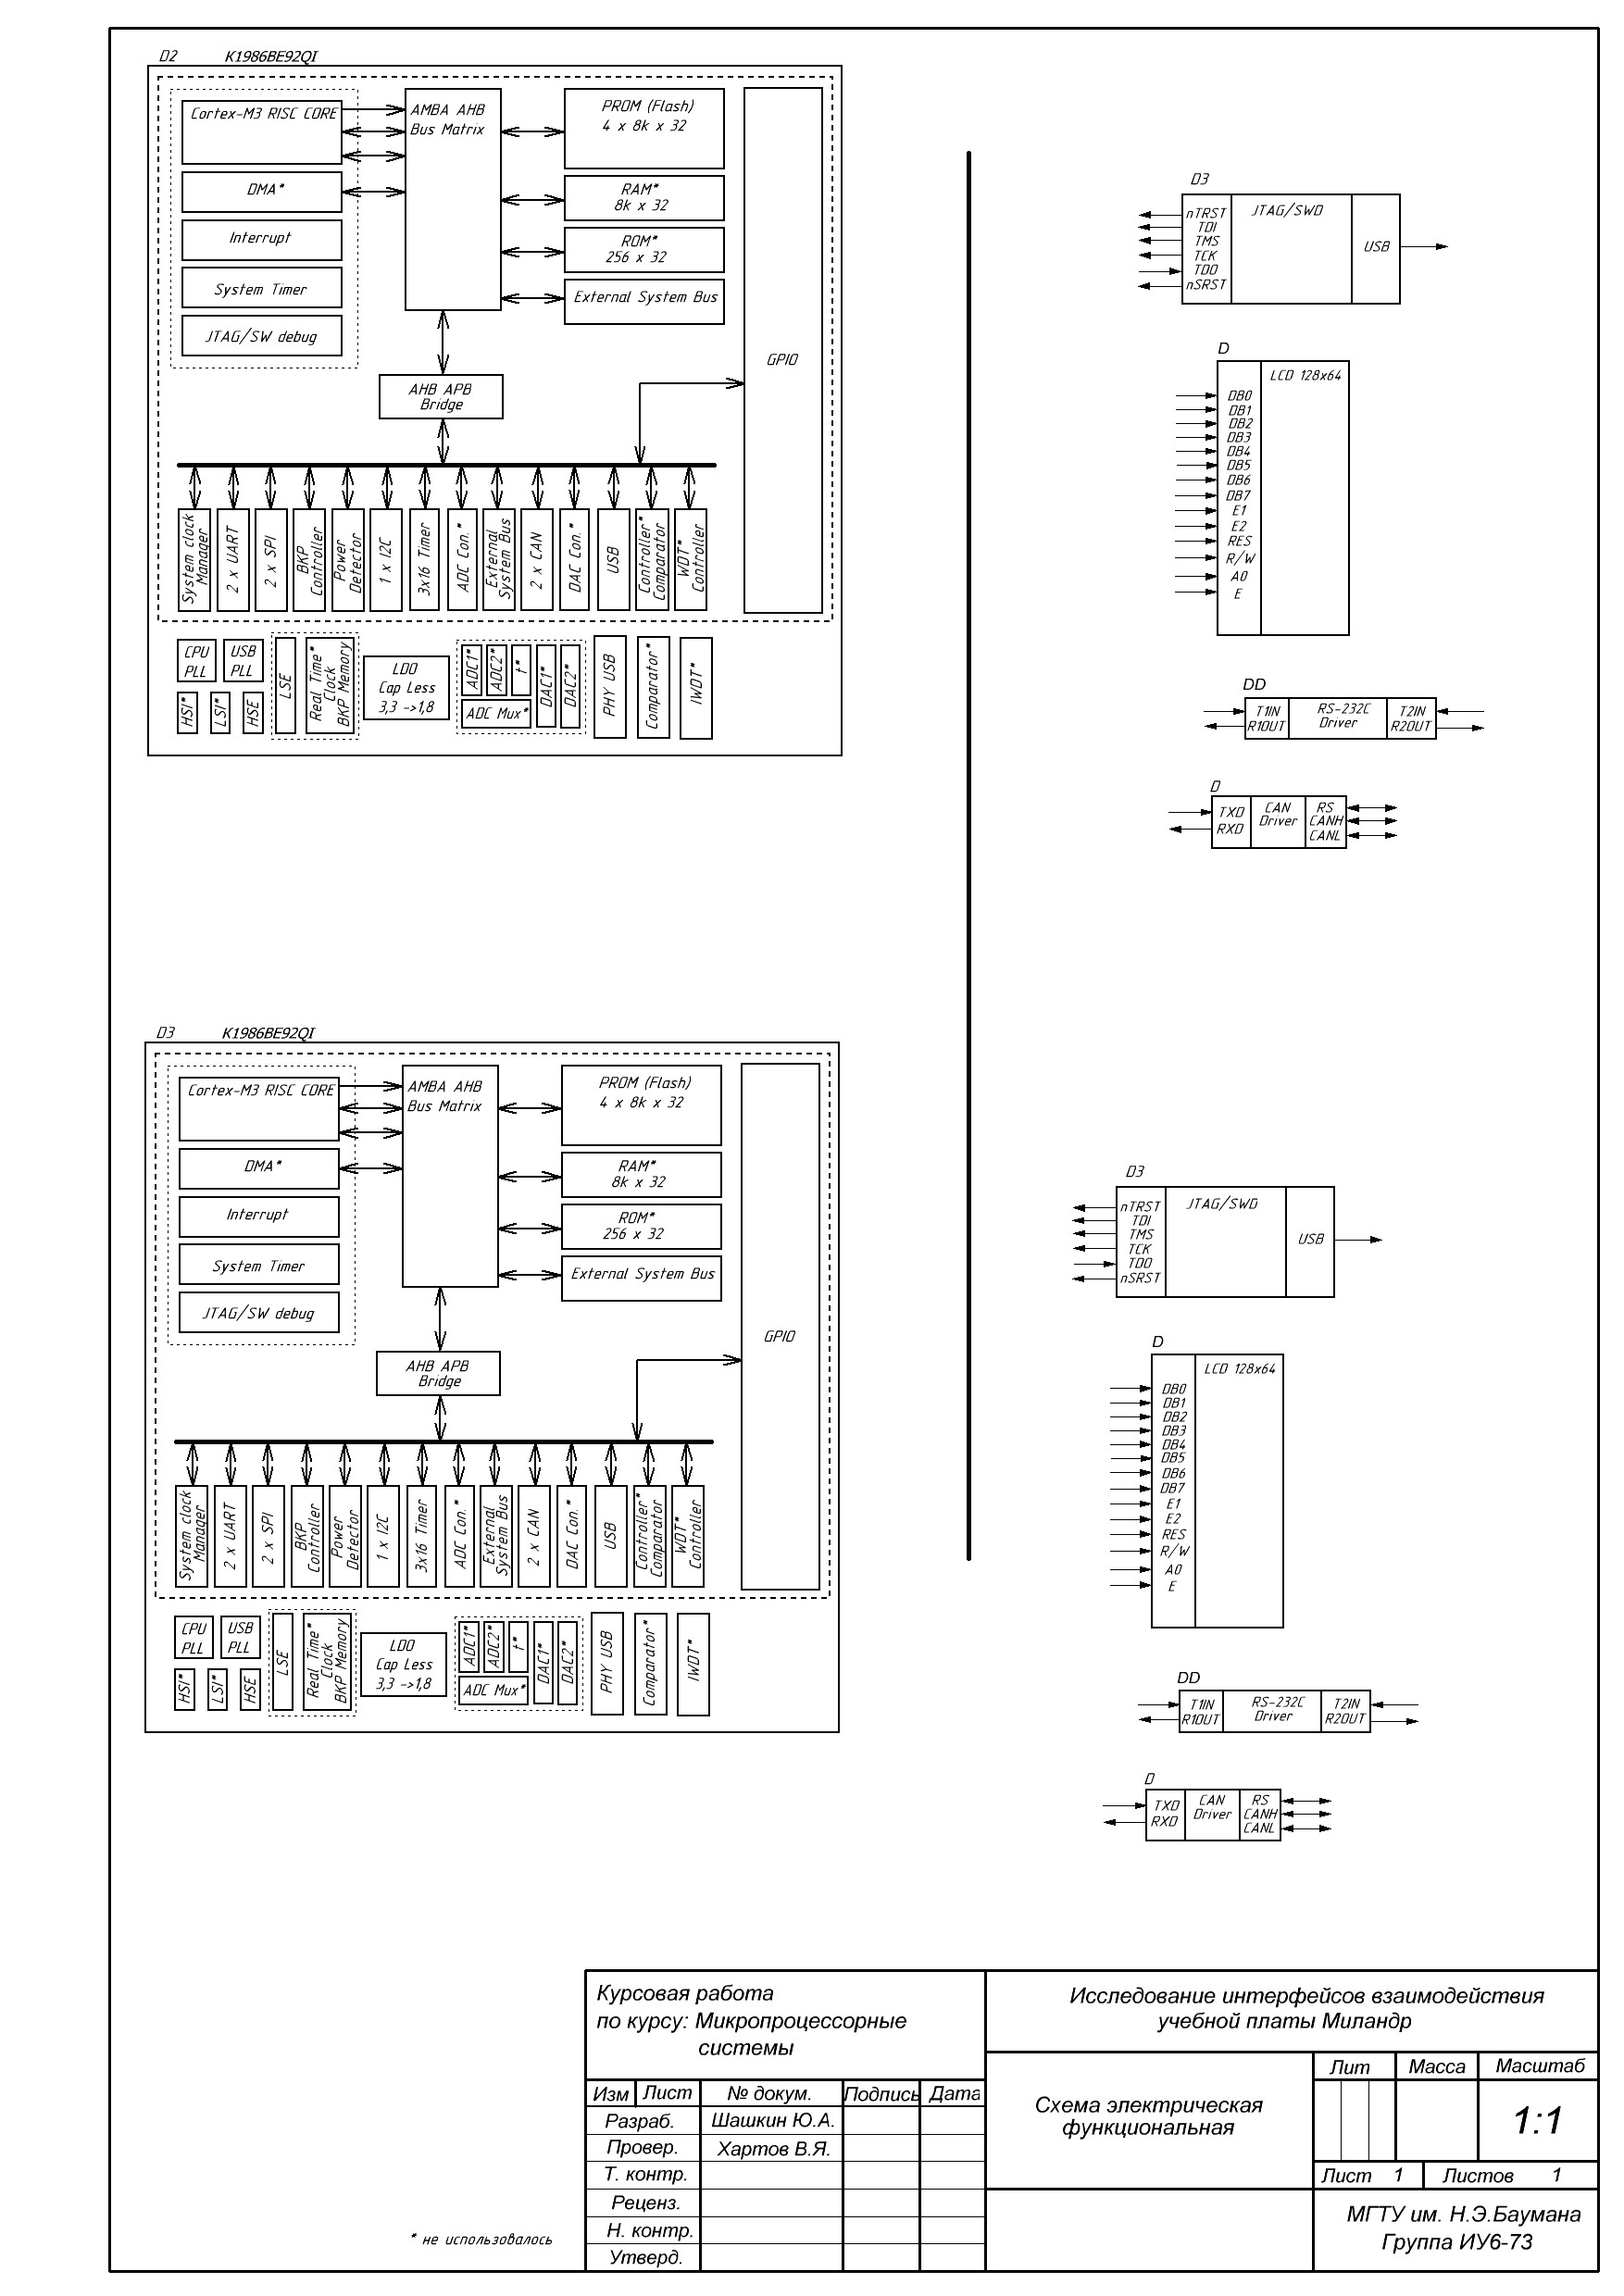 D2 K1986BE92QI
Cortex-M3 RISC CORE
DMA*
Interrupt
System Timer
JTAG/SW debug
AMBA AHB
Bus Matrix
PROM (Flash)
4 x 8k x 32
RAM*
8k x 32
ROM*
256 x 32
External System Bus
GPIO
AHB APB
Bridge
System clock
Manager
2 x UART
2 x SPI
BKP
Controller
Power
Detector
1 x I2C
3x16 Timer
ADC Con.*
External
System Bus
2 x CAN
DAC Con.*
USB
Controller*
Comparator
WDT*
Controller
CPU
PLL
USB
PLL
HSI*
LSI*
HSE
LSE
Real Time*
Clock
BKP Memory
LDO
Cap Less
3,3 ->1,8
ADC1*
ADC2*
t*
ADC Mux*
DAC1*
DAC2*
PHY USB
Comparator*
IWDT*
D3
nTRST
TDI
TMS
TCK
TDO
nSRST
JTAG/SWD
USB
D
LCD 128x64
DB0
DB1
DB2
DB3
DB4
DB5
DB6
DB7
E1
E2
RES
R/W
A0
E
DD
T1IN
R1OUT
RS-232C
Driver
T2IN
R2OUT
D
TXD
RXD
CAN
Driver
RS
CANH
CANL
D3 K1986BE92QI
Cortex-M3 RISC CORE
DMA*
Interrupt
System Timer
JTAG/SW debug
AMBA AHB
Bus Matrix
PROM (Flash)
4 x 8k x 32
RAM*
8k x 32
ROM*
256 x 32
External System Bus
GPIO
AHB APB
Bridge
System clock
Manager
2 x UART
2 x SPI
BKP
Controller
Power
Detector
1 x I2C
3x16 Timer
ADC Con.*
External
System Bus
2 x CAN
DAC Con.*
USB
Controller*
Comparator
WDT*
Controller
CPU
PLL
USB
PLL
HSI*
LSI*
HSE
LSE
Real Time*
Clock
BKP Memory
LDO
Cap Less
3,3 ->1,8
ADC1*
ADC2*
t*
ADC Mux*
DAC1*
DAC2*
PHY USB
Comparator*
IWDT*
D3
nTRST
TDI
TMS
TCK
TDO
nSRST
JTAG/SWD
USB
D
LCD 128x64
DB0
DB1
DB2
DB3
DB4
DB5
DB6
DB7
E1
E2
RES
R/W
A0
E
DD
T1IN
R1OUT
RS-232C
Driver
T2IN
R2OUT
D
TXD
RXD
CAN
Driver
RS
CANH
CANL
* не использовалось
Курсовая работа
по курсу: Микропроцессорные
системы
Исследование интерфейсов взаимодействия
учебной платы Миландр
Изм Лист № докум. Подпись Дата
Разраб. Шашкин Ю.А.
Провер. Хартов В.Я.
Т. контр.
Реценз.
Н. контр.
Утверд.
Схема электрическая
функциональная
Лит Масса Масштаб
1:1
Лист 1 Листов 1
МГТУ им. Н.Э.Баумана
Группа ИУ6-73